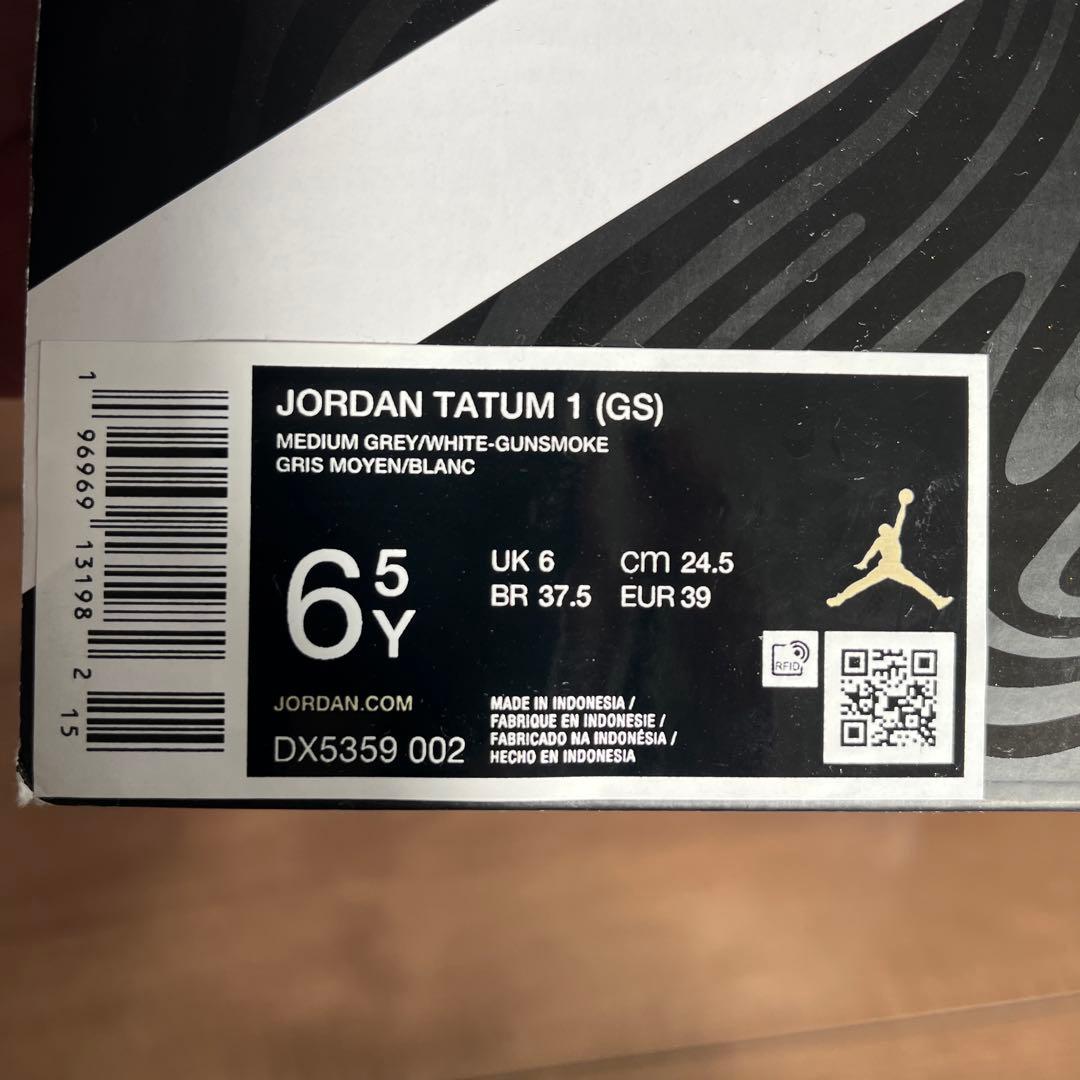 JORDAN TATUM 1 (GS)
MEDIUM GREY/WHITE-GUNSMOKE
GRIS MOYEN/BLANC
6 5Y
UK 6 cm 24.5
BR 37.5 EUR 39
RFID
JORDAN.COM
DX5359 002
MADE IN INDONESIA /
FABRIQUE EN INDONESIE /
FABRICADO NA INDONÉSIA /
HECHO EN INDONESIA
1 96969 13198 2 15